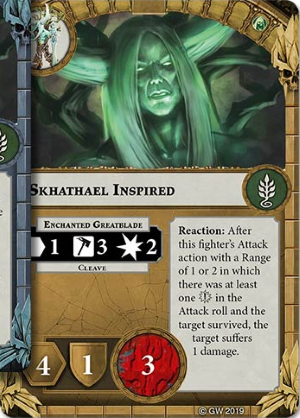 SKHATHAEL INSPIRED
ENCHANTED GREATBLADE
1 3 2
CLEAVE
Reaction: After
this fighter's Attack
action with a Range
of 1 or 2 in which
there was at least
one in the
Attack roll and the
target survived, the
target suffers
1 damage.
4 1 3
© GW 2019